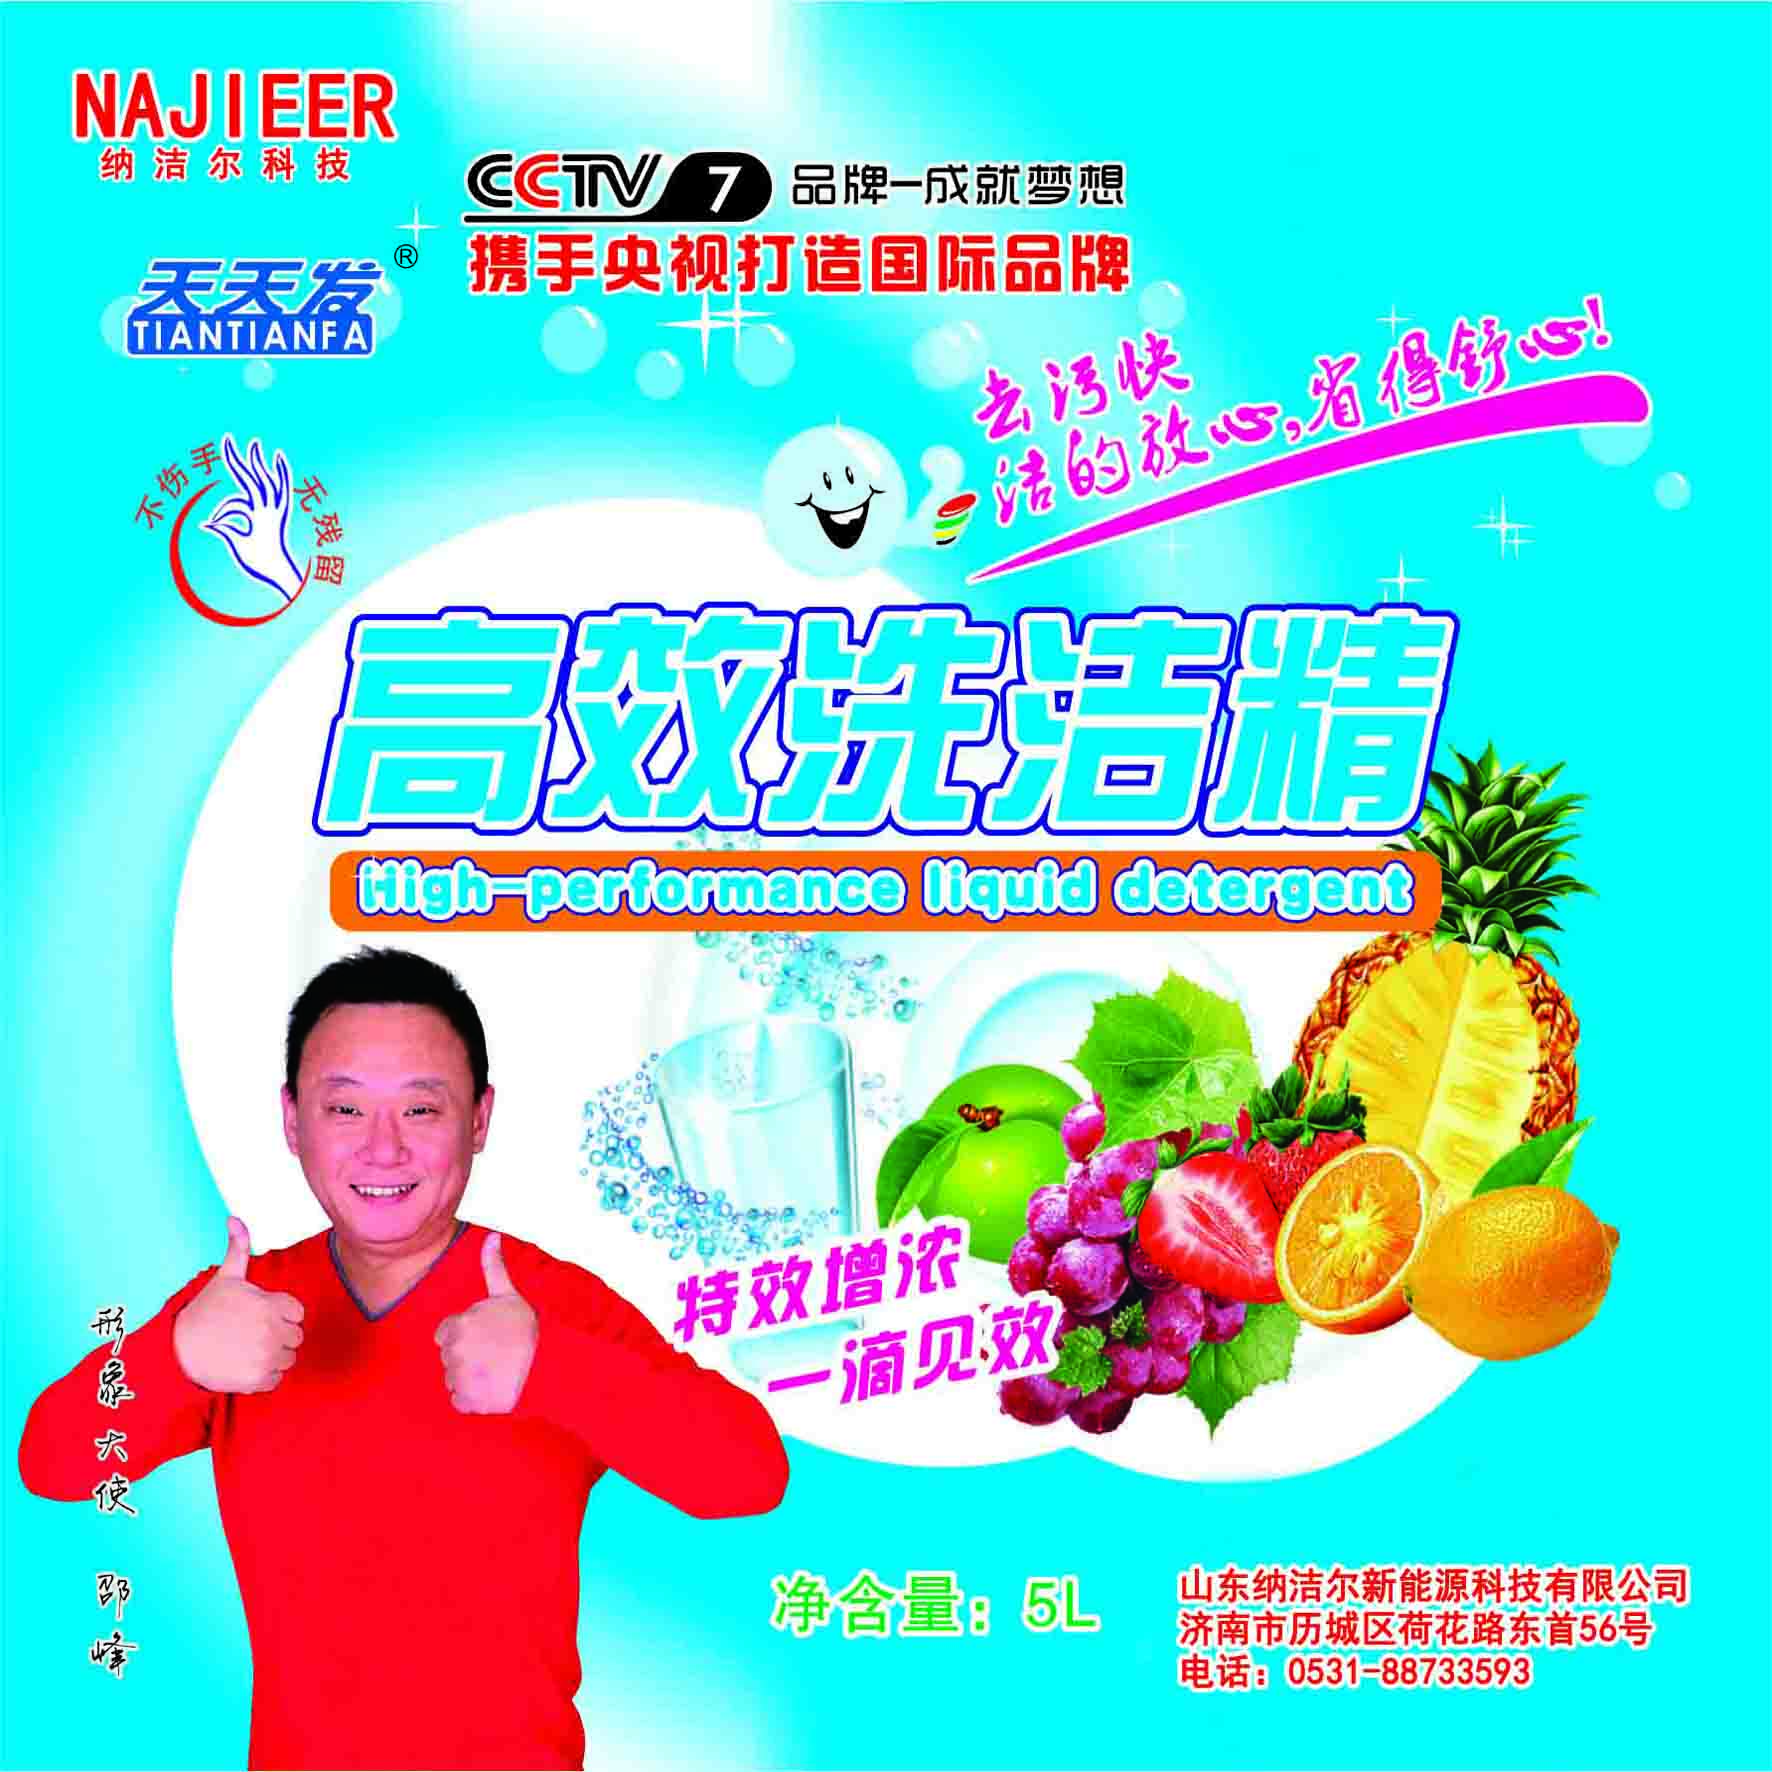 NAJIEER
纳洁尔科技
CCTV 7 品牌—成就梦想
携手央视打造国际品牌
天天发®
TIANTIANFA
去污快
洁的放心,省得舒心!
不伤手 无残留
高效洗洁精
High-performance liquid detergent
特效增浓
一滴见效
形象大使 邵峰
净含量：5L
山东纳洁尔新能源科技有限公司
济南市历城区荷花路东首56号
电话：0531-88733593